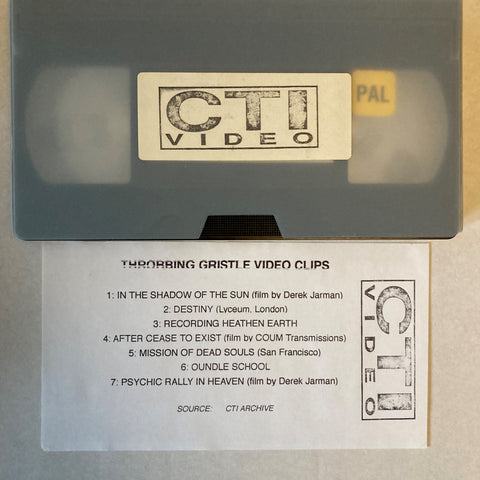 CTI
VIDEO
PAL
THROBBING GRISTLE VIDEO CLIPS
1: IN THE SHADOW OF THE SUN (film by Derek Jarman)
2: DESTINY (Lyceum, London)
3: RECORDING HEATHEN EARTH
4: AFTER CEASE TO EXIST (film by COUM Transmissions)
5: MISSION OF DEAD SOULS (San Francisco)
6: OUNDLE SCHOOL
7: PSYCHIC RALLY IN HEAVEN (film by Derek Jarman)
SOURCE: CTI ARCHIVE
CTI
VIDEO